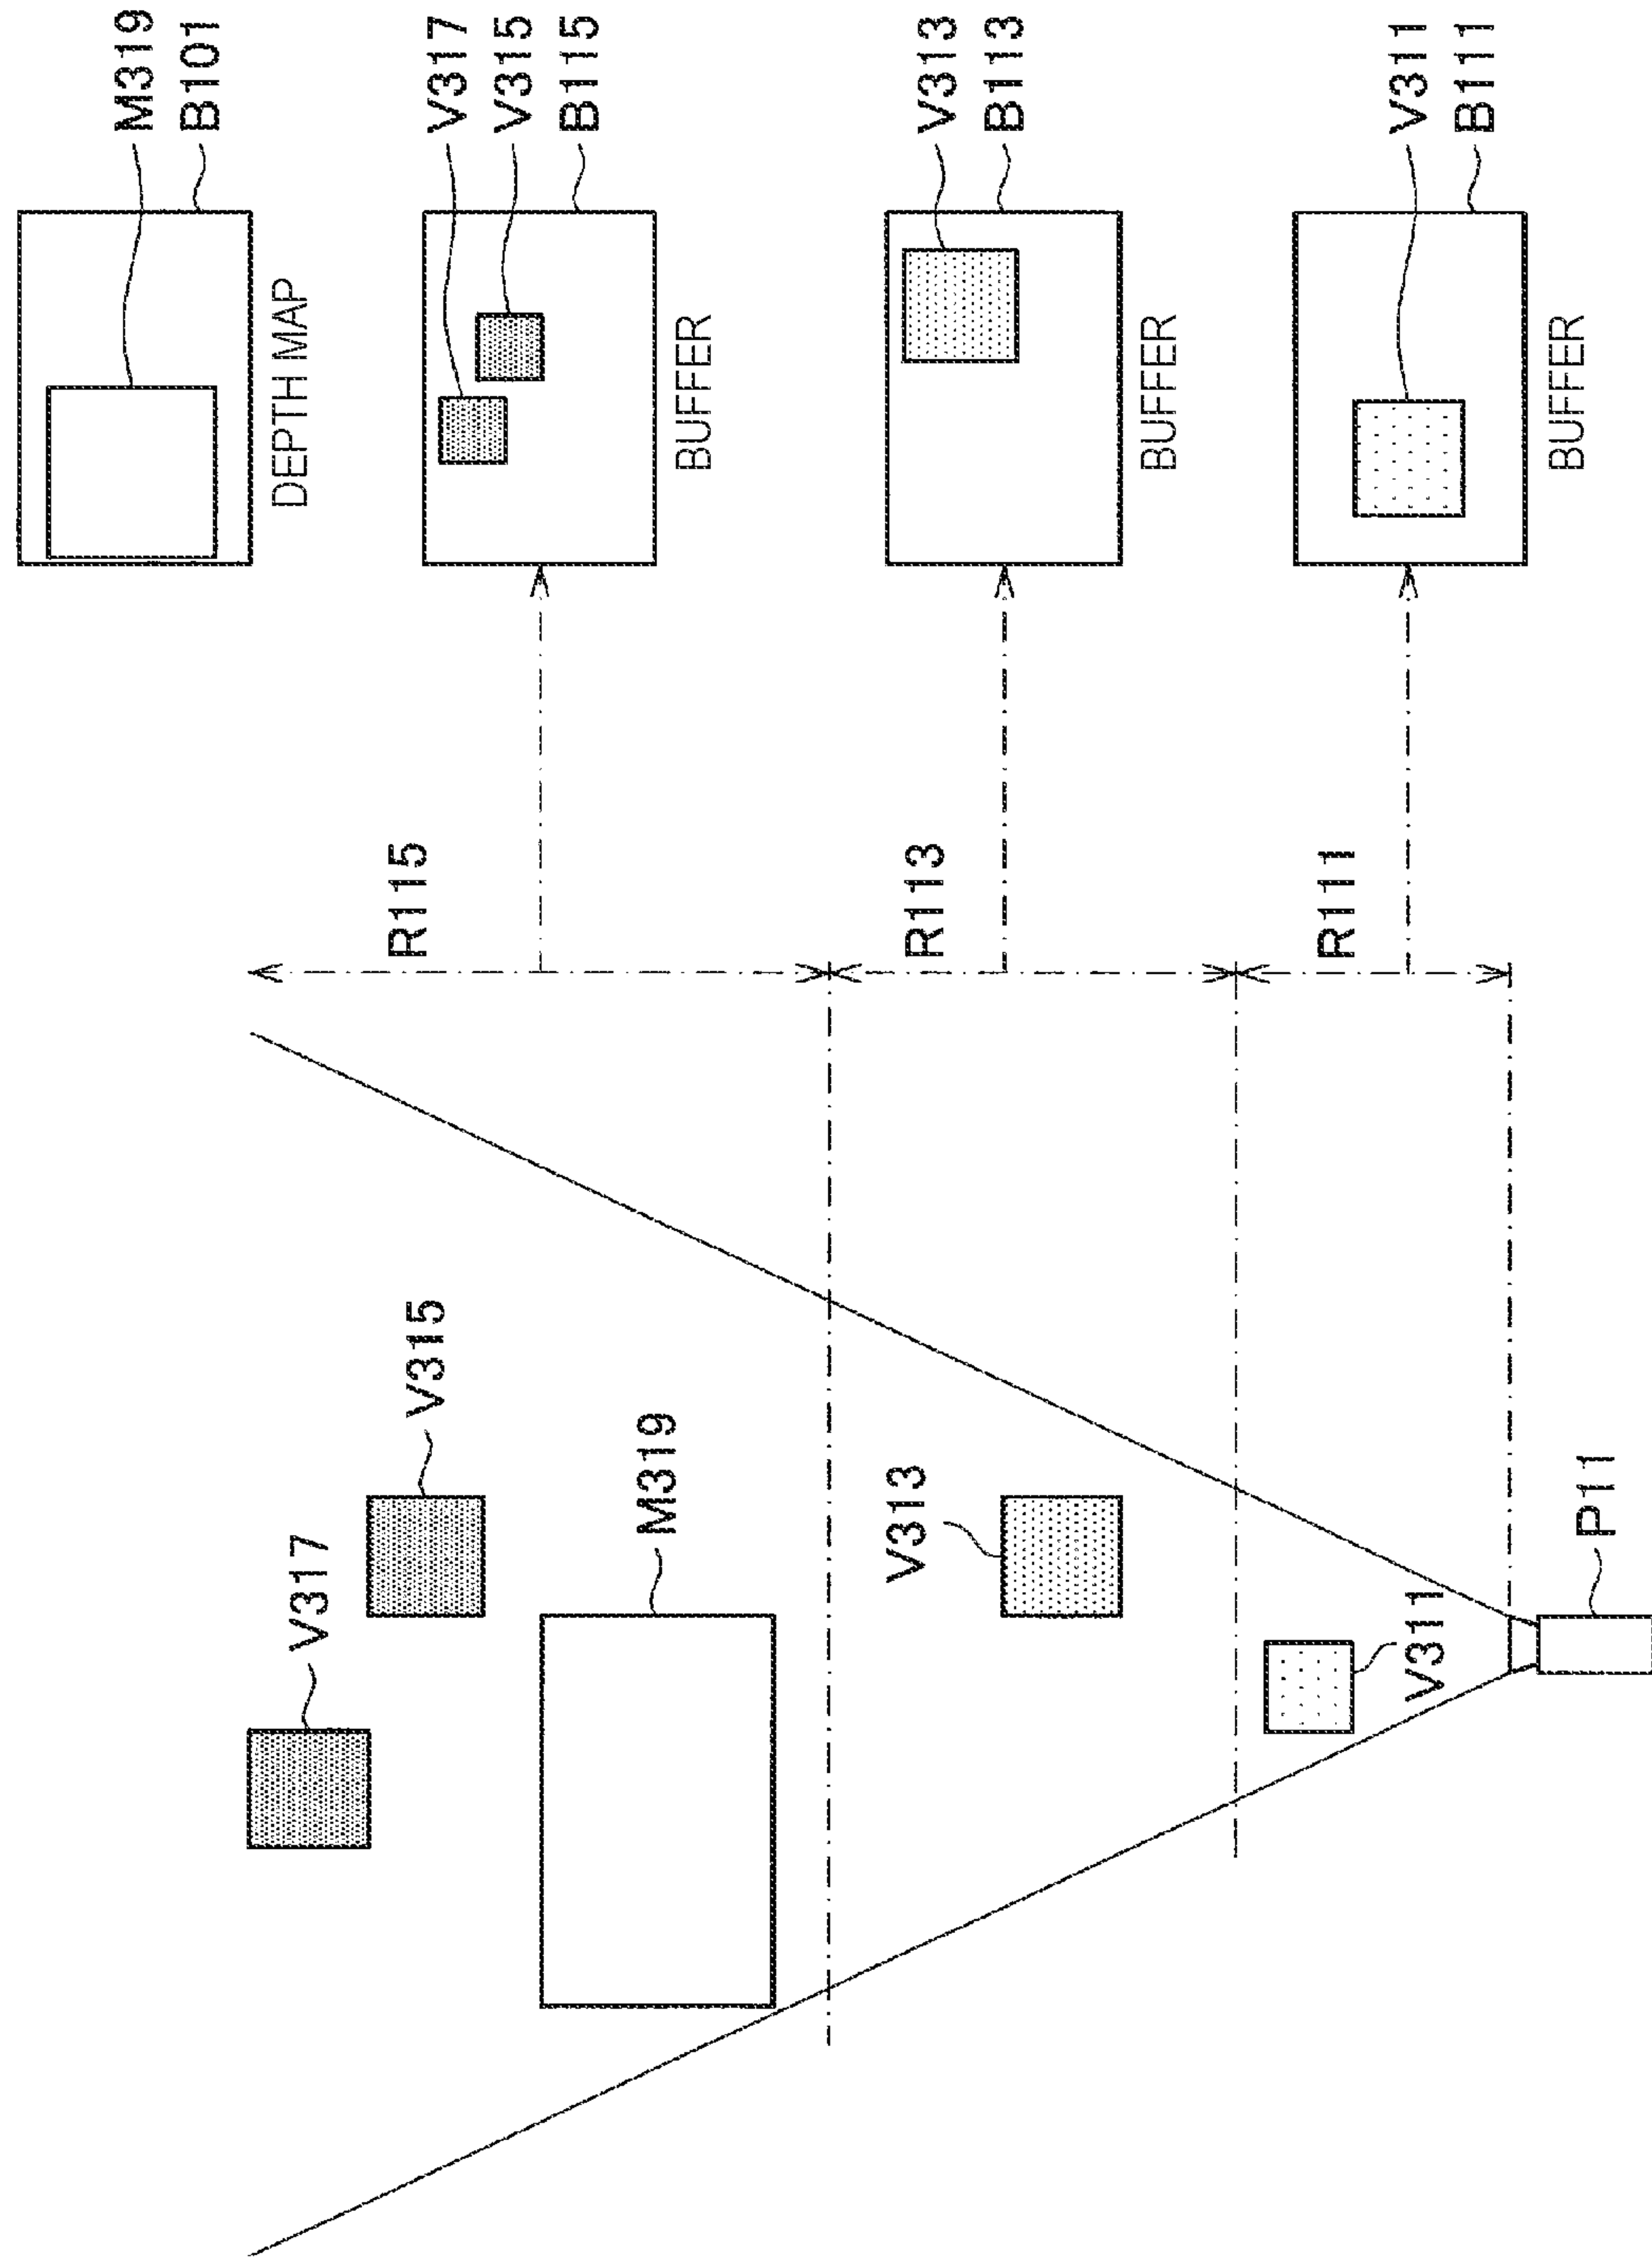 M319
B101
DEPTH MAP
V317
V315
B115
BUFFER
V313
B113
BUFFER
V311
B111
BUFFER
R115
R113
R111
V317
V315
M319
V313
V311
P11